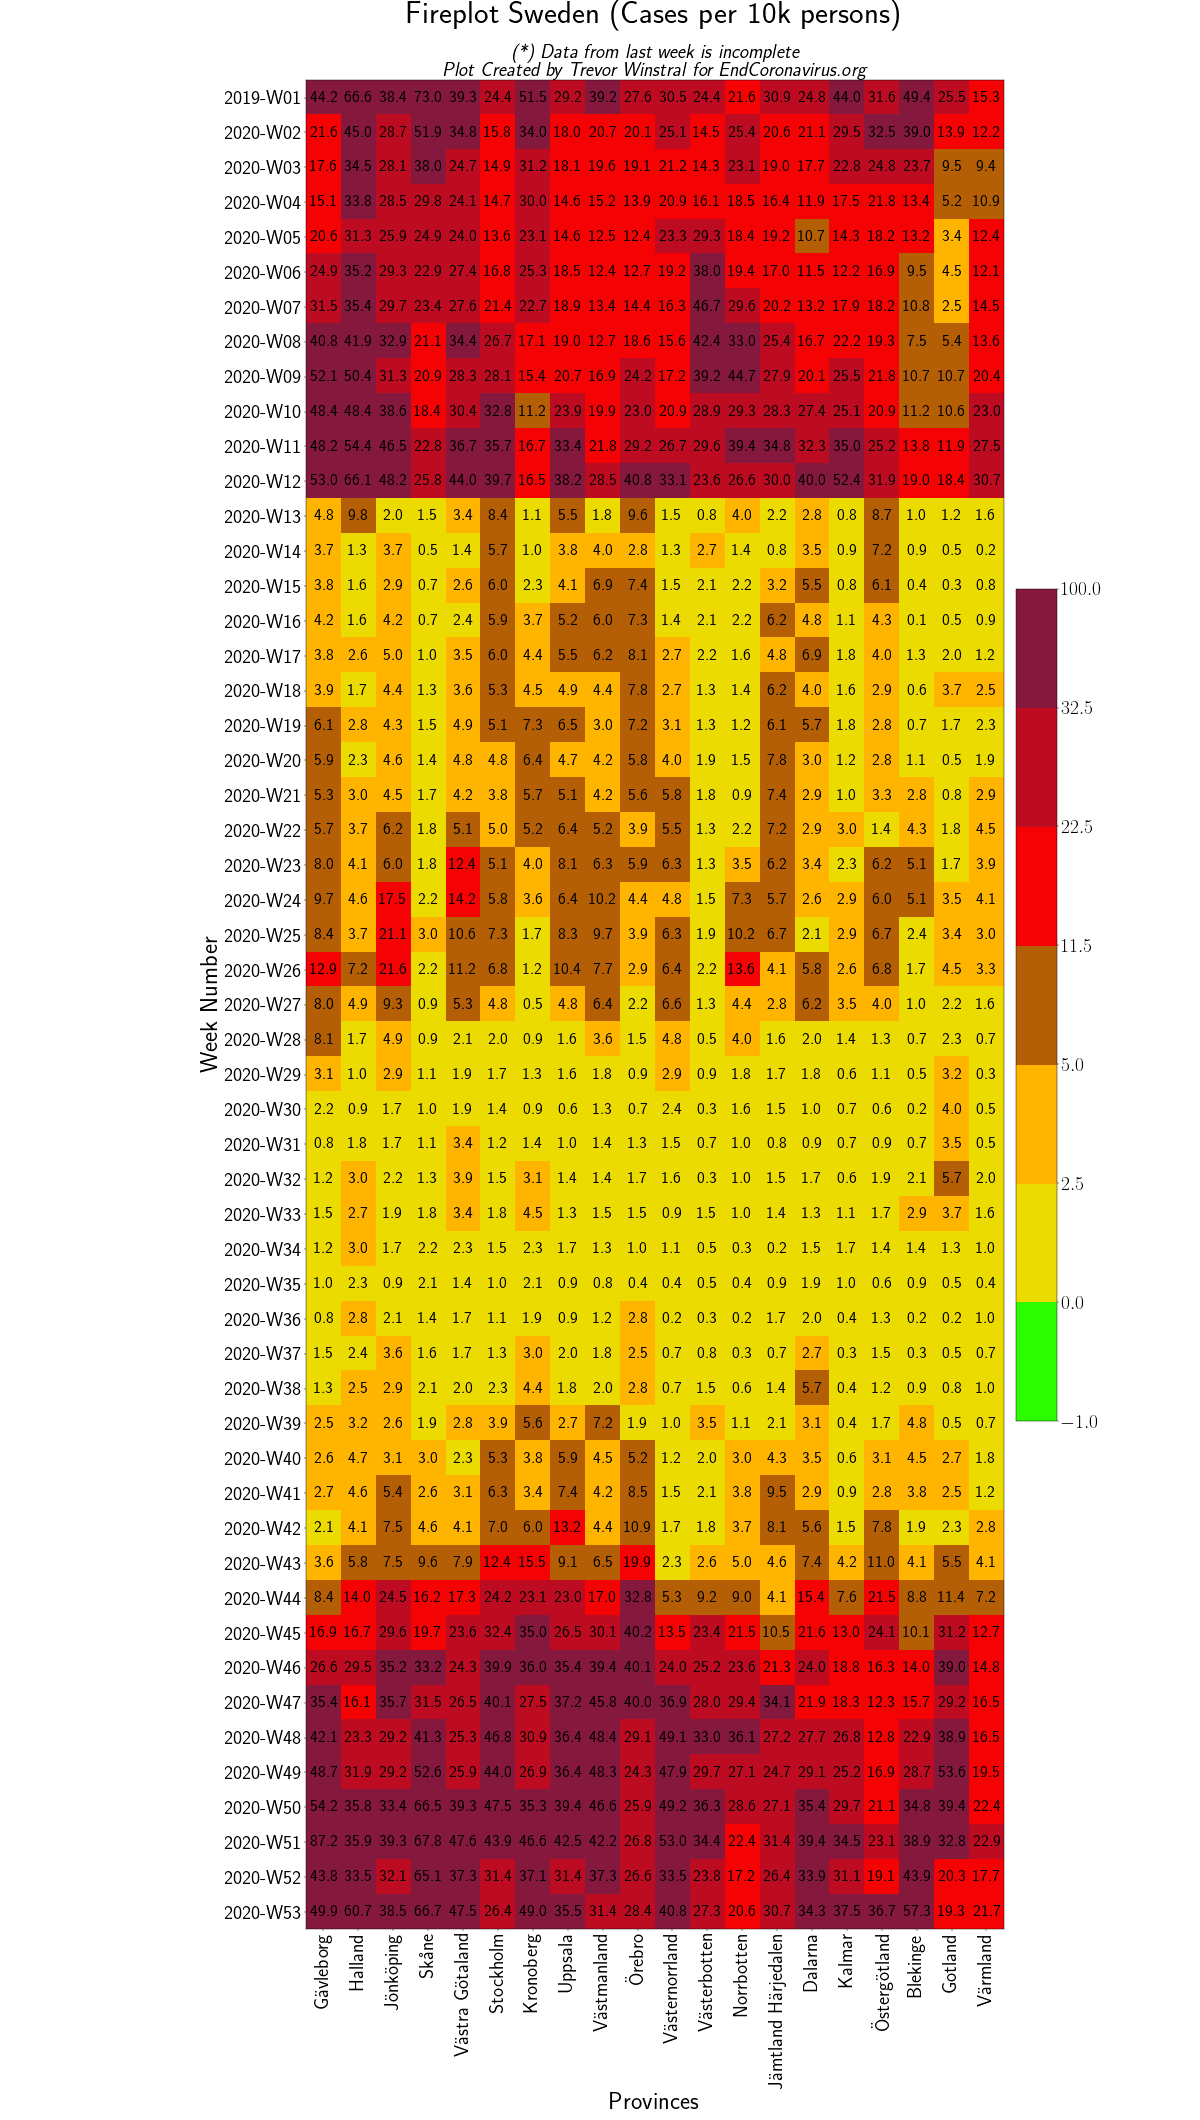 Fireplot Sweden (Cases per 10k persons)
(*) Data from last week is incomplete
Plot Created by Trevor Winstral for EndCoronavirus.org
2019-W01 44.2 66.6 38.4 73.0 39.3 24.4 51.5 29.2 39.2 27.6 30.5 24.4 21.6 30.9 24.8 44.0 31.6 49.4 25.5 15.3
2020-W02 21.6 45.0 28.7 51.9 34.8 15.8 34.0 18.0 20.7 20.1 25.1 14.5 25.4 20.6 21.1 29.5 32.5 39.0 13.9 12.2
2020-W03 17.6 34.5 28.1 38.0 24.7 14.9 31.2 18.1 19.6 19.1 21.2 14.3 23.1 19.0 17.7 22.8 24.8 23.7 9.5 9.4
2020-W04 15.1 33.8 28.5 29.8 24.1 14.7 30.0 14.6 15.2 13.9 20.9 16.1 18.5 16.4 11.9 17.5 21.8 13.4 5.2 10.9
2020-W05 20.6 31.3 25.9 24.9 24.0 13.6 23.1 14.6 12.5 12.4 23.3 29.3 18.4 19.2 10.7 14.3 18.2 13.2 3.4 12.4
2020-W06 24.9 35.2 29.3 22.9 27.4 16.8 25.3 18.5 12.4 12.7 19.2 38.0 19.4 17.0 11.5 12.2 16.9 9.5 4.5 12.1
2020-W07 31.5 35.4 29.7 23.4 27.6 21.4 22.7 18.9 13.4 14.4 16.3 46.7 29.6 20.2 13.2 17.9 18.2 10.8 2.5 14.5
2020-W08 40.8 41.9 32.9 21.1 34.4 26.7 17.1 19.0 12.7 18.6 15.6 42.4 33.0 25.4 16.7 22.2 19.3 7.5 5.4 13.6
2020-W09 52.1 50.4 31.3 20.9 28.3 28.1 15.4 20.7 16.9 24.2 17.2 39.2 44.7 27.9 20.1 25.5 21.8 10.7 10.7 20.4
2020-W10 48.4 48.4 38.6 18.4 30.4 32.8 11.2 23.9 19.9 23.0 20.9 28.9 29.3 28.3 27.4 25.1 20.9 11.2 10.6 23.0
2020-W11 48.2 54.4 46.5 22.8 36.7 35.7 16.7 33.4 21.8 29.2 26.7 29.6 39.4 34.8 32.3 35.0 25.2 13.8 11.9 27.5
2020-W12 53.0 66.1 48.2 25.8 44.0 39.7 16.5 38.2 28.5 40.8 33.1 23.6 26.6 30.0 40.0 52.4 31.9 19.0 18.4 30.7
2020-W13 4.8 9.8 2.0 1.5 3.4 8.4 1.1 5.5 1.8 9.6 1.5 0.8 4.0 2.2 2.8 0.8 8.7 1.0 1.2 1.6
2020-W14 3.7 1.3 3.7 0.5 1.4 5.7 1.0 3.8 4.0 2.8 1.3 2.7 1.4 0.8 3.5 0.9 7.2 0.9 0.5 0.2
2020-W15 3.8 1.6 2.9 0.7 2.6 6.0 2.3 4.1 6.9 7.4 1.5 2.1 2.2 3.2 5.5 0.8 6.1 0.4 0.3 0.8
2020-W16 4.2 1.6 4.2 0.7 2.4 5.9 3.7 5.2 6.0 7.3 1.4 2.1 2.2 6.2 4.8 1.1 4.3 0.1 0.5 0.9
2020-W17 3.8 2.6 5.0 1.0 3.5 6.0 4.4 5.5 6.2 8.1 2.7 2.2 1.6 4.8 6.9 1.8 4.0 1.3 2.0 1.2
2020-W18 3.9 1.7 4.4 1.3 3.6 5.3 4.5 4.9 4.4 7.8 2.7 1.3 1.4 6.2 4.0 1.6 2.9 0.6 3.7 2.5
2020-W19 6.1 2.8 4.3 1.5 4.9 5.1 7.3 6.5 3.0 7.2 3.1 1.3 1.2 6.1 5.7 1.8 2.8 0.7 1.7 2.3
2020-W20 5.9 2.3 4.6 1.4 4.8 4.8 6.4 4.7 4.2 5.8 4.0 1.9 1.5 7.8 3.0 1.2 2.8 1.1 0.5 1.9
2020-W21 5.3 3.0 4.5 1.7 4.2 3.8 5.7 5.1 4.2 5.6 5.8 1.8 0.9 7.4 2.9 1.0 3.3 2.8 0.8 2.9
2020-W22 5.7 3.7 6.2 1.8 5.1 5.0 5.2 6.4 5.2 3.9 5.5 1.3 2.2 7.2 2.9 3.0 1.4 4.3 1.8 4.5
2020-W23 8.0 4.1 6.0 1.8 12.4 5.1 4.0 8.1 6.3 5.9 6.3 1.3 3.5 6.2 3.4 2.3 6.2 5.1 1.7 3.9
2020-W24 9.7 4.6 17.5 2.2 14.2 5.8 3.6 6.4 10.2 4.4 4.8 1.5 7.3 5.7 2.6 2.9 6.0 5.1 3.5 4.1
2020-W25 8.4 3.7 21.1 3.0 10.6 7.3 1.7 8.3 9.7 3.9 6.3 1.9 10.2 6.7 2.1 2.9 6.7 2.4 3.4 3.0
2020-W26 12.9 7.2 21.6 2.2 11.2 6.8 1.2 10.4 7.7 2.9 6.4 2.2 13.6 4.1 5.8 2.6 6.8 1.7 4.5 3.3
2020-W27 8.0 4.9 9.3 0.9 5.3 4.8 0.5 4.8 6.4 2.2 6.6 1.3 4.4 2.8 6.2 3.5 4.0 1.0 2.2 1.6
2020-W28 8.1 1.7 4.9 0.9 2.1 2.0 0.9 1.6 3.6 1.5 4.8 0.5 4.0 1.6 2.0 1.4 1.3 0.7 2.3 0.7
2020-W29 3.1 1.0 2.9 1.1 1.9 1.7 1.3 1.6 1.8 0.9 2.9 0.9 1.8 1.7 1.8 0.6 1.1 0.5 3.2 0.3
2020-W30 2.2 0.9 1.7 1.0 1.9 1.4 0.9 0.6 1.3 0.7 2.4 0.3 1.6 1.5 1.0 0.7 0.6 0.2 4.0 0.5
2020-W31 0.8 1.8 1.7 1.1 3.4 1.2 1.4 1.0 1.4 1.3 1.5 0.7 1.0 0.8 0.9 0.7 0.9 0.7 3.5 0.5
2020-W32 1.2 3.0 2.2 1.3 3.9 1.5 3.1 1.4 1.4 1.7 1.6 0.3 1.0 1.5 1.7 0.6 1.9 2.1 5.7 2.0
2020-W33 1.5 2.7 1.9 1.8 3.4 1.8 4.5 1.3 1.5 1.5 0.9 1.5 1.0 1.4 1.3 1.1 1.7 2.9 3.7 1.6
2020-W34 1.2 3.0 1.7 2.2 2.3 1.5 2.3 1.7 1.3 1.0 1.1 0.5 0.3 0.2 1.5 1.7 1.4 1.4 1.3 1.0
2020-W35 1.0 2.3 0.9 2.1 1.4 1.0 2.1 0.9 0.8 0.4 0.4 0.5 0.4 0.9 1.9 1.0 0.6 0.9 0.5 0.4
2020-W36 0.8 2.8 2.1 1.4 1.7 1.1 1.9 0.9 1.2 2.8 0.2 0.3 0.2 1.7 2.0 0.4 1.3 0.2 0.2 1.0
2020-W37 1.5 2.4 3.6 1.6 1.7 1.3 3.0 2.0 1.8 2.5 0.7 0.8 0.3 0.7 2.7 0.3 1.5 0.3 0.5 0.7
2020-W38 1.3 2.5 2.9 2.1 2.0 2.3 4.4 1.8 2.0 2.8 0.7 1.5 0.6 1.4 5.7 0.4 1.2 0.9 0.8 1.0
2020-W39 2.5 3.2 2.6 1.9 2.8 3.9 5.6 2.7 7.2 1.9 1.0 3.5 1.1 2.1 3.1 0.4 1.7 4.8 0.5 0.7
2020-W40 2.6 4.7 3.1 3.0 2.3 5.3 3.8 5.9 4.5 5.2 1.2 2.0 3.0 4.3 3.5 0.6 3.1 4.5 2.7 1.8
2020-W41 2.7 4.6 5.4 2.6 3.1 6.3 3.4 7.4 4.2 8.5 1.5 2.1 3.8 9.5 2.9 0.9 2.8 3.8 2.5 1.2
2020-W42 2.1 4.1 7.5 4.6 4.1 7.0 6.0 13.2 4.4 10.9 1.7 1.8 3.7 8.1 5.6 1.5 7.8 1.9 2.3 2.8
2020-W43 3.6 5.8 7.5 9.6 7.9 12.4 15.5 9.1 6.5 19.9 2.3 2.6 5.0 4.6 7.4 4.2 11.0 4.1 5.5 4.1
2020-W44 8.4 14.0 24.5 16.2 17.3 24.2 23.1 23.0 17.0 32.8 5.3 9.2 9.0 4.1 15.4 7.6 21.5 8.8 11.4 7.2
2020-W45 16.9 16.7 29.6 19.7 23.6 32.4 35.0 26.5 30.1 40.2 13.5 23.4 21.5 10.5 21.6 13.0 24.1 10.1 31.2 12.7
2020-W46 26.6 29.5 35.2 33.2 24.3 39.9 36.0 35.4 39.4 40.1 24.0 25.2 23.6 21.3 24.0 18.8 16.3 14.0 39.0 14.8
2020-W47 35.4 16.1 35.7 31.5 26.5 40.1 27.5 37.2 45.8 40.0 36.9 28.0 29.4 34.1 21.9 18.3 12.3 15.7 29.2 16.5
2020-W48 42.1 23.3 29.2 41.3 25.3 46.8 30.9 36.4 48.4 29.1 49.1 33.0 36.1 27.2 27.7 26.8 12.8 22.9 38.9 16.5
2020-W49 48.7 31.9 29.2 52.6 25.9 44.0 26.9 36.4 48.3 24.3 47.9 29.7 27.1 24.7 29.1 25.2 16.9 28.7 53.6 19.5
2020-W50 54.2 35.8 33.4 66.5 39.3 47.5 35.3 39.4 46.6 25.9 49.2 36.3 28.6 27.1 35.4 29.7 21.1 34.8 39.4 22.4
2020-W51 87.2 35.9 39.3 67.8 47.6 43.9 46.6 42.5 42.2 26.8 53.0 34.4 22.4 31.4 39.4 34.5 23.1 38.9 32.8 22.9
2020-W52 43.8 33.5 32.1 65.1 37.3 31.4 37.1 31.4 37.3 26.6 33.5 23.8 17.2 26.4 33.9 31.1 19.1 43.9 20.3 17.7
2020-W53 49.9 60.7 38.5 66.7 47.5 26.4 49.0 35.5 31.4 28.4 40.8 27.3 20.6 30.7 34.3 37.5 36.7 57.3 19.3 21.7
Week Number
Gävleborg
Halland
Jönköping
Skåne
Västra Götaland
Stockholm
Kronoberg
Uppsala
Västmanland
Örebro
Västernorrland
Västerbotten
Norrbotten
Jämtland Härjedalen
Dalarna
Kalmar
Östergötland
Blekinge
Gotland
Värmland
Provinces
100.0
32.5
22.5
11.5
5.0
2.5
0.0
−1.0